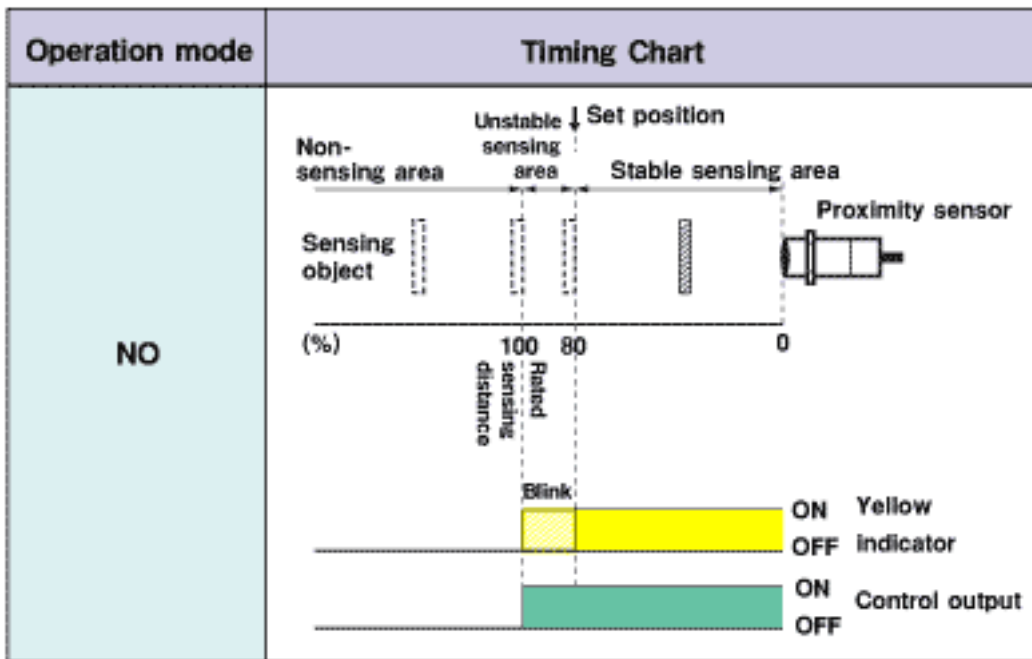 Operation mode
Timing Chart
NO
Non-
sensing area
Unstable
sensing
area
Set position
Stable sensing area
Proximity sensor
Sensing
object
(%)
100
80
0
Rated
sensing
distance
Blink
ON
OFF
Yellow
indicator
ON
OFF
Control output